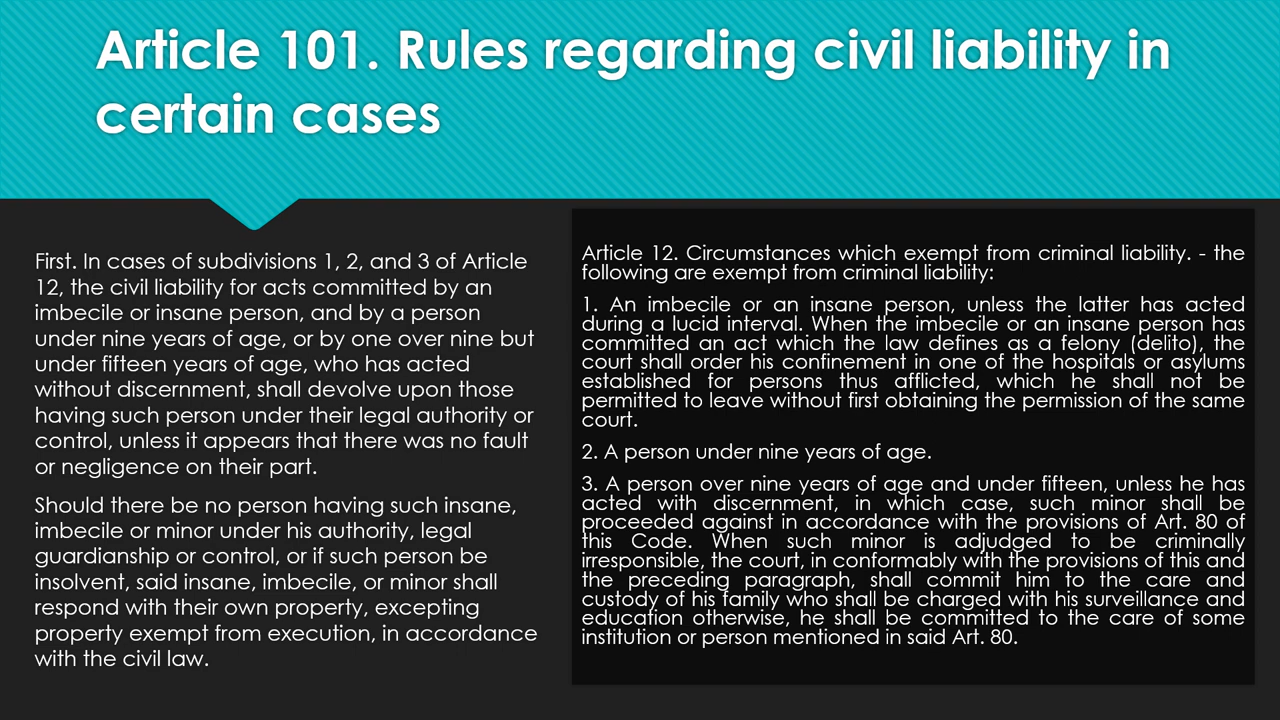 Article 101. Rules regarding civil liability in
certain cases
First. In cases of subdivisions 1, 2, and 3 of Article
12, the civil liability for acts committed by an
imbecile or insane person, and by a person
under nine years of age, or by one over nine but
under fifteen years of age, who has acted
without discernment, shall devolve upon those
having such person under their legal authority or
control, unless it appears that there was no fault
or negligence on their part.
Should there be no person having such insane,
imbecile or minor under his authority, legal
guardianship or control, or if such person be
insolvent, said insane, imbecile, or minor shall
respond with their own property, excepting
property exempt from execution, in accordance
with the civil law.
Article 12. Circumstances which exempt from criminal liability. - the
following are exempt from criminal liability:
1. An imbecile or an insane person, unless the latter has acted
during a lucid interval. When the imbecile or an insane person has
committed an act which the law defines as a felony (delito), the
court shall order his confinement in one of the hospitals or asylums
established for persons thus afflicted, which he shall not be
permitted to leave without first obtaining the permission of the same
court.
2. A person under nine years of age.
3. A person over nine years of age and under fifteen, unless he has
acted with discernment, in which case, such minor shall be
proceeded against in accordance with the provisions of Art. 80 of
this Code. When such minor is adjudged to be criminally
irresponsible, the court, in conformably with the provisions of this and
the preceding paragraph, shall commit him to the care and
custody of his family who shall be charged with his surveillance and
education otherwise, he shall be committed to the care of some
institution or person mentioned in said Art. 80.